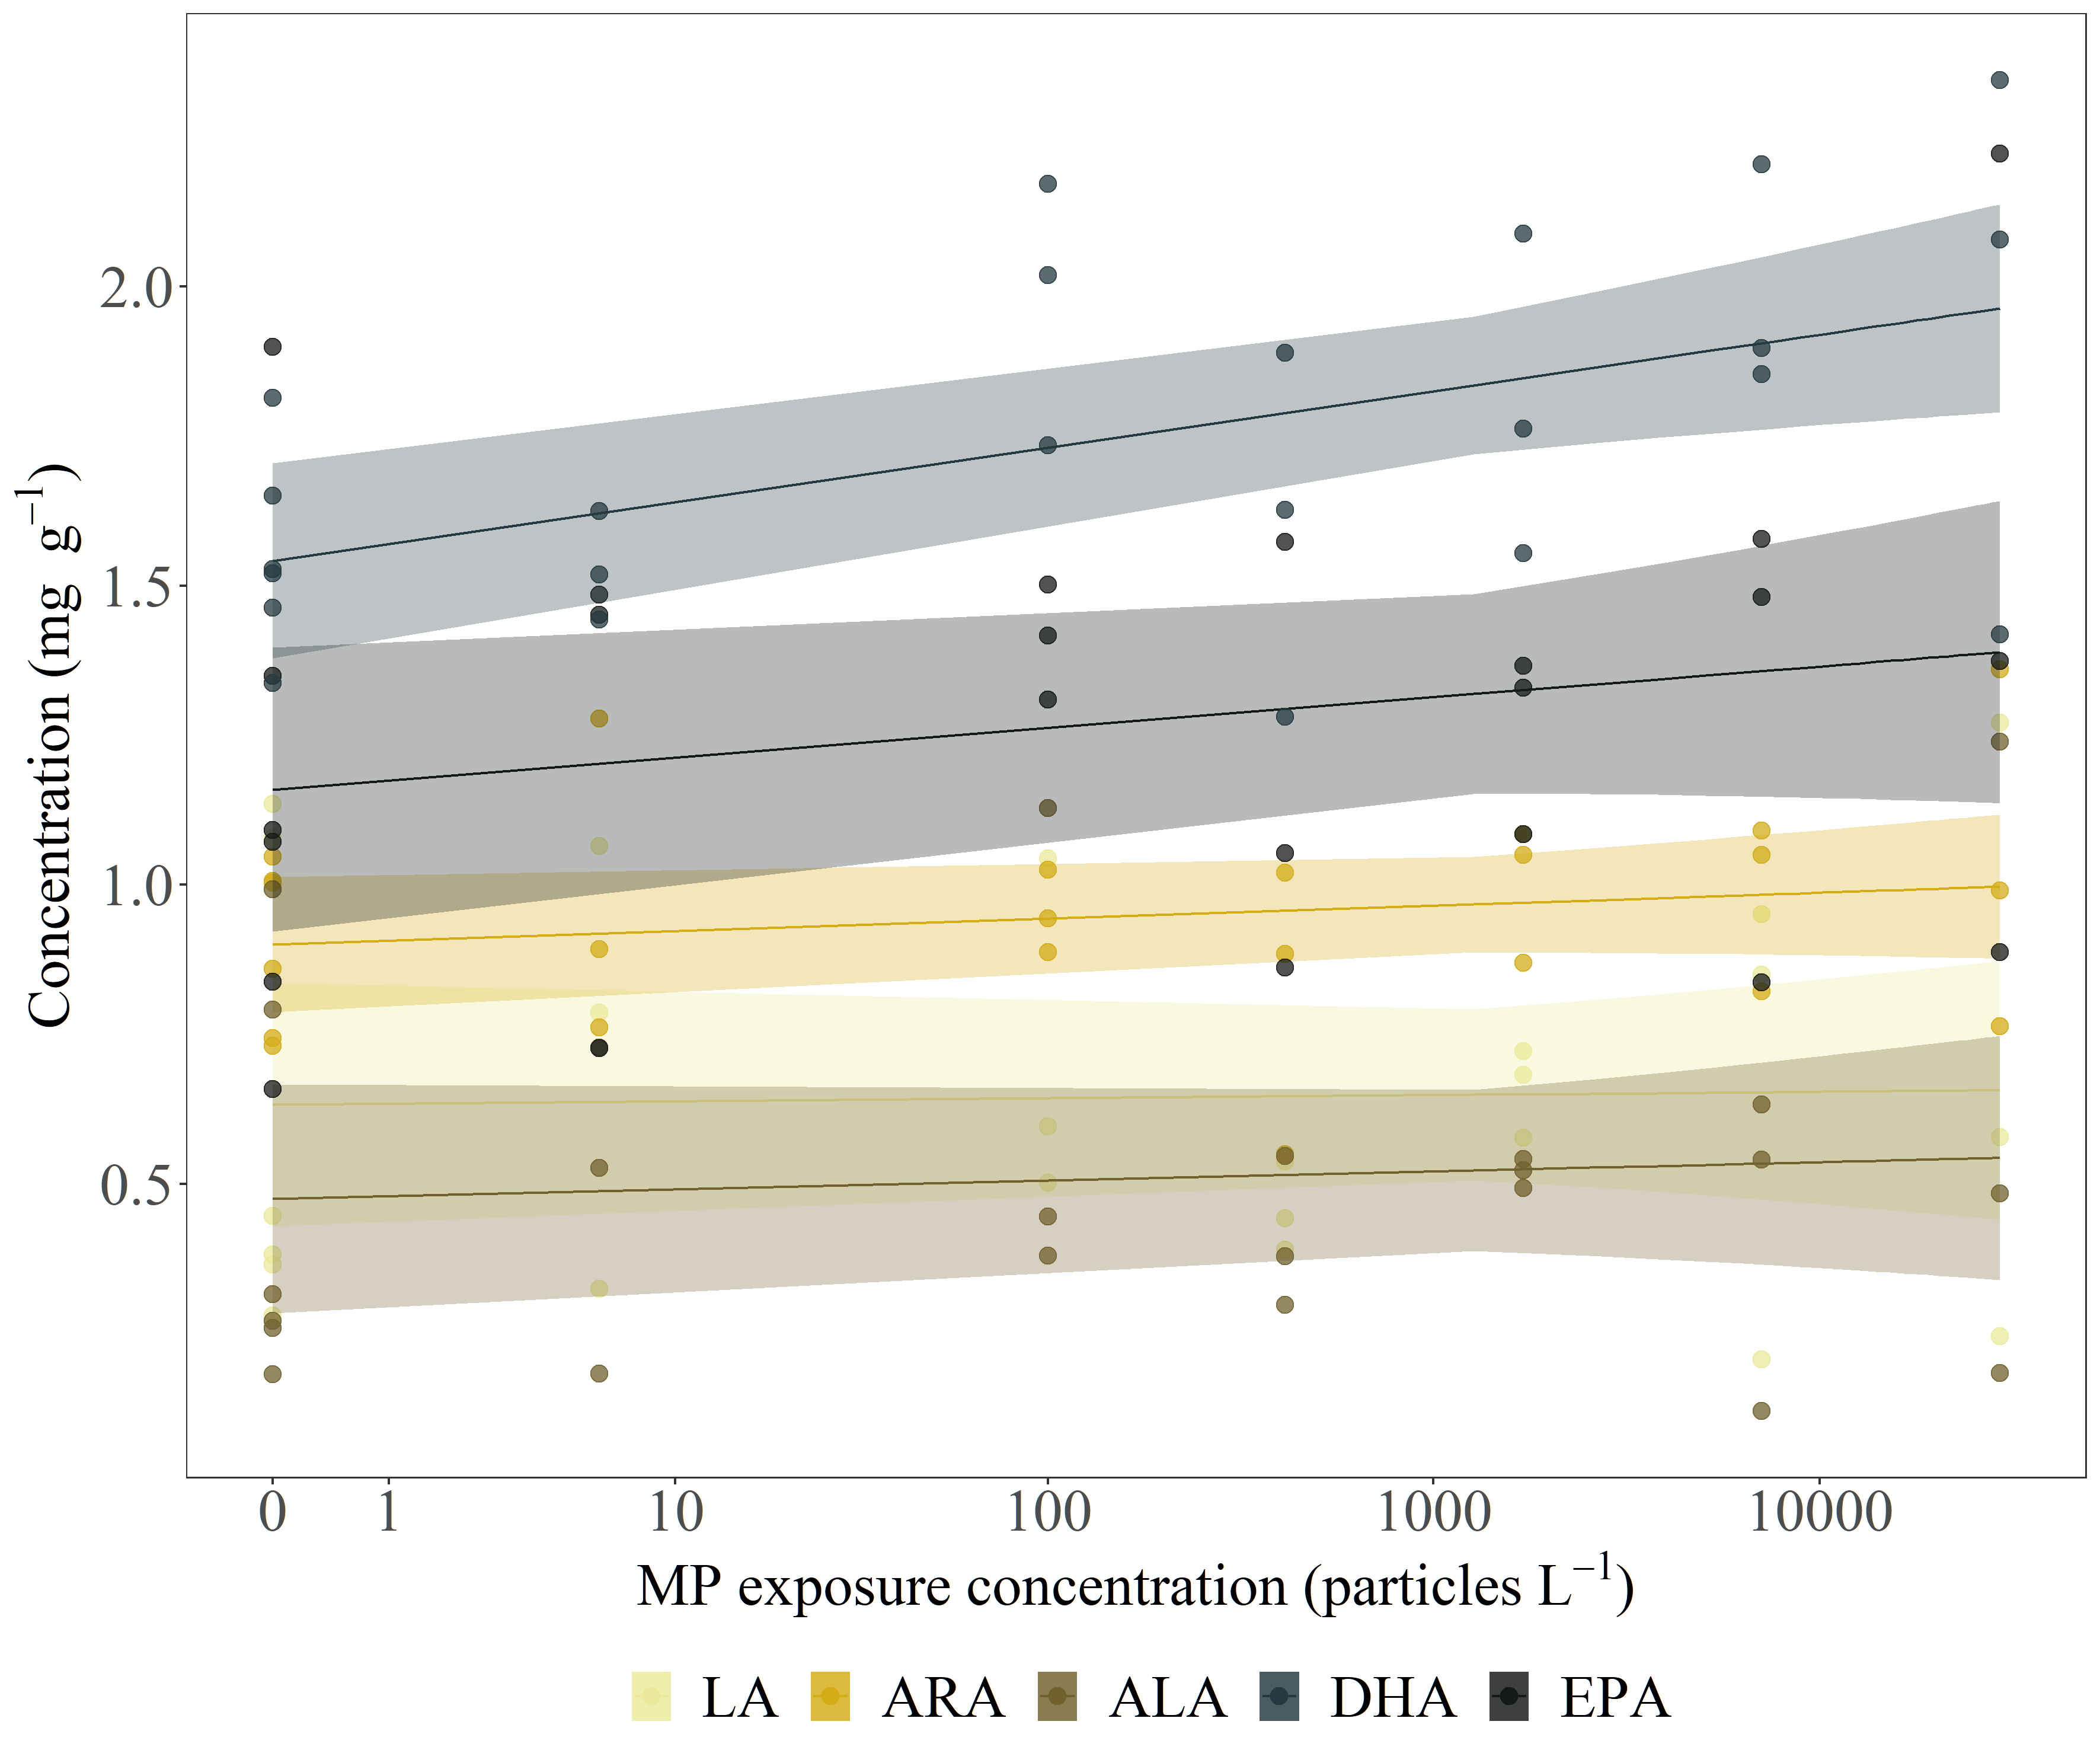 Concentration (mg g⁻¹)
2.0
1.5
1.0
0.5
0 1 10 100 1000 10000
MP exposure concentration (particles L⁻¹)
LA ARA ALA DHA EPA